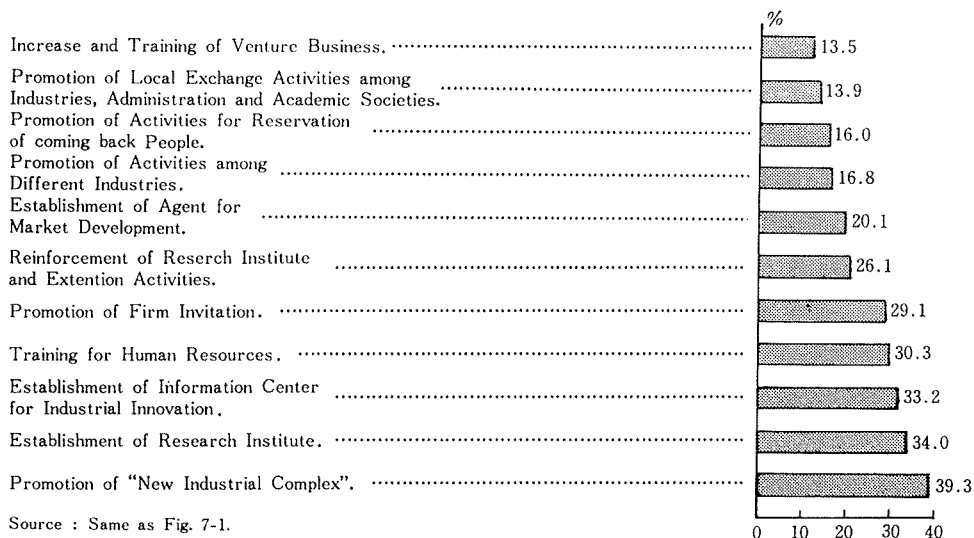 %
Increase and Training of Venture Business. 13.5
Promotion of Local Exchange Activities among
Industries, Administration and Academic Societies. 13.9
Promotion of Activities for Reservation
of coming back People. 16.0
Promotion of Activities among
Different Industries. 16.8
Establishment of Agent for
Market Development. 20.1
Reinforcement of Reserch Institute
and Extention Activities. 26.1
Promotion of Firm Invitation. 29.1
Training for Human Resources. 30.3
Establishment of Information Center
for Industrial Innovation. 33.2
Establishment of Research Institute. 34.0
Promotion of “New Industrial Complex”. 39.3
Source : Same as Fig. 7-1.
0 10 20 30 40